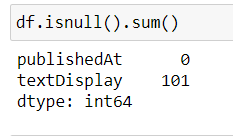 df.isnull().sum()
publishedAt 0
textDisplay 101
dtype: int64